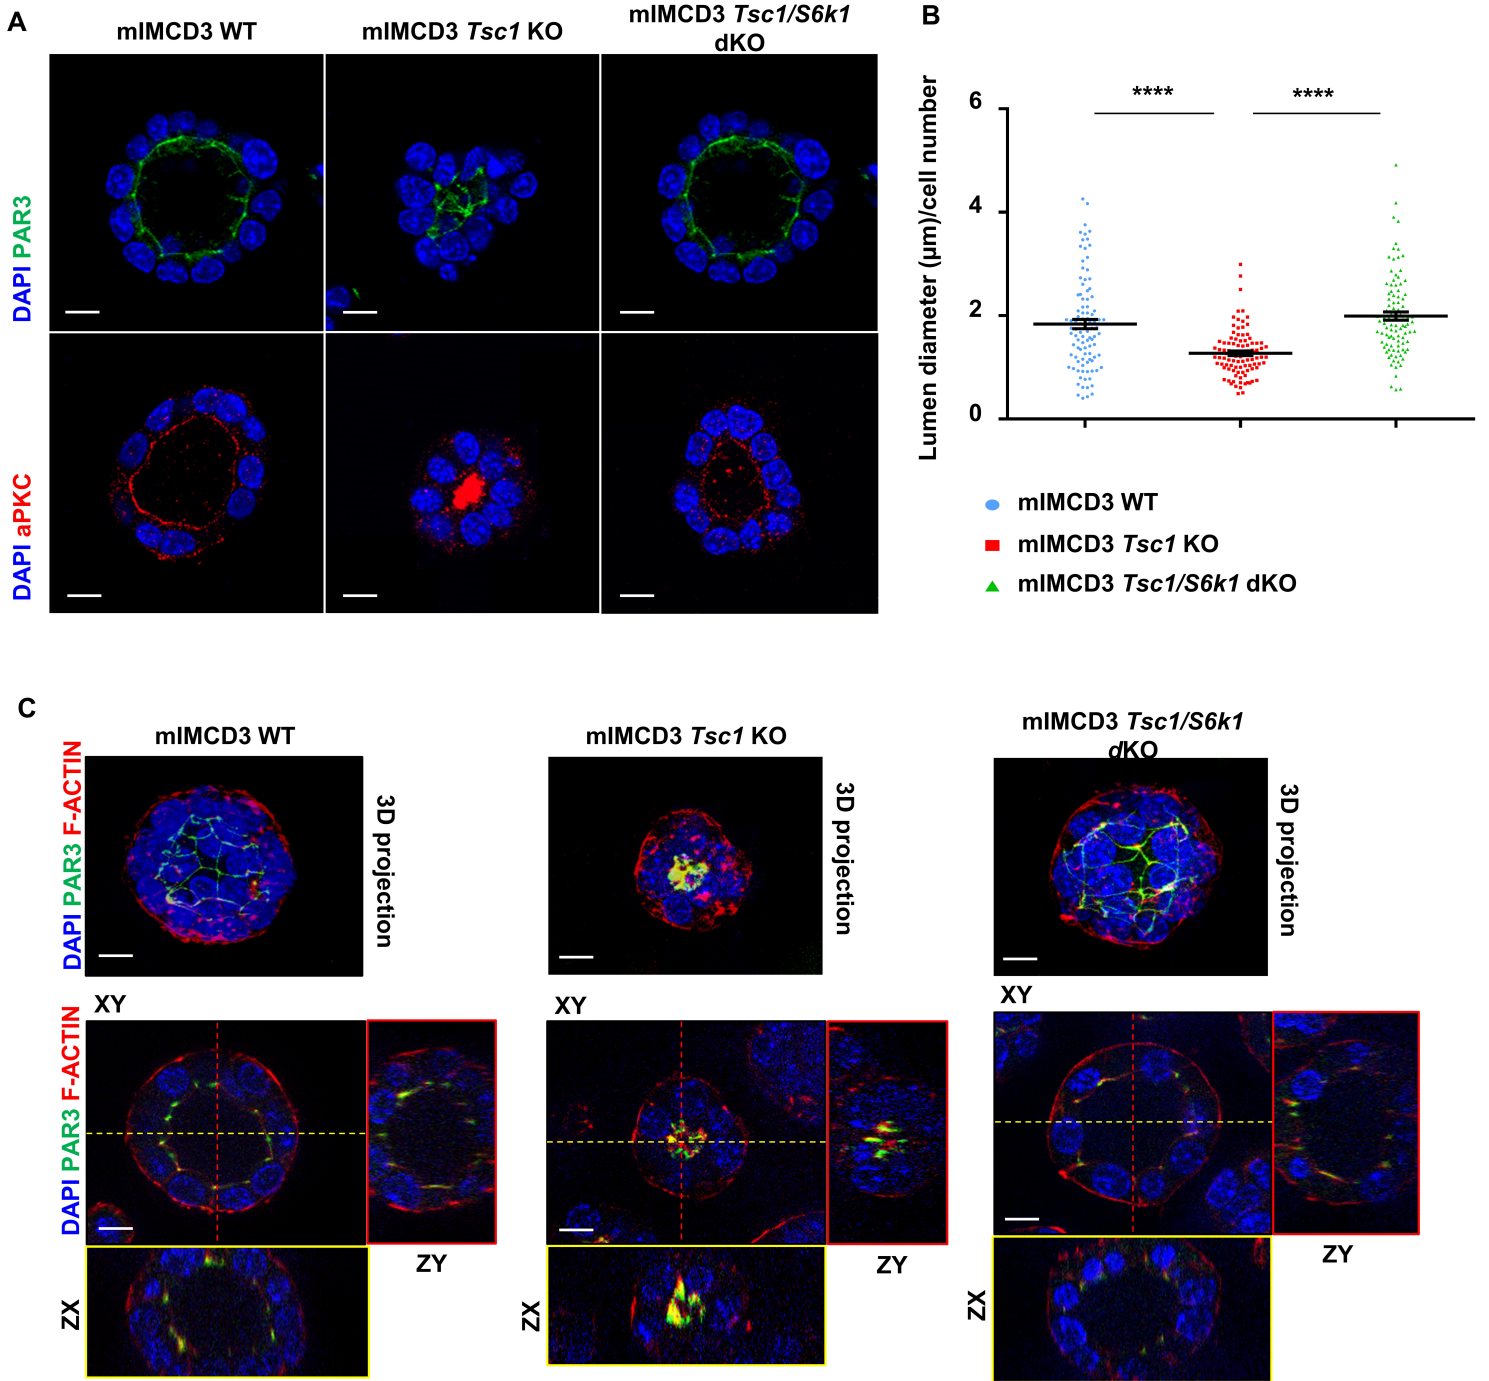 A
mIMCD3 WT
mIMCD3 Tsc1 KO
mIMCD3 Tsc1/S6k1
dKO
DAPI PAR3
DAPI aPKC
B
Lumen diameter (µm)/cell number
6
4
2
0
****
****
mIMCD3 WT
mIMCD3 Tsc1 KO
mIMCD3 Tsc1/S6k1 dKO
C
mIMCD3 WT
mIMCD3 Tsc1 KO
mIMCD3 Tsc1/S6k1
dKO
DAPI PAR3 F-ACTIN
3D projection
3D projection
3D projection
DAPI PAR3 F-ACTIN
XY
XY
XY
ZY
ZY
ZY
ZX
ZX
ZX